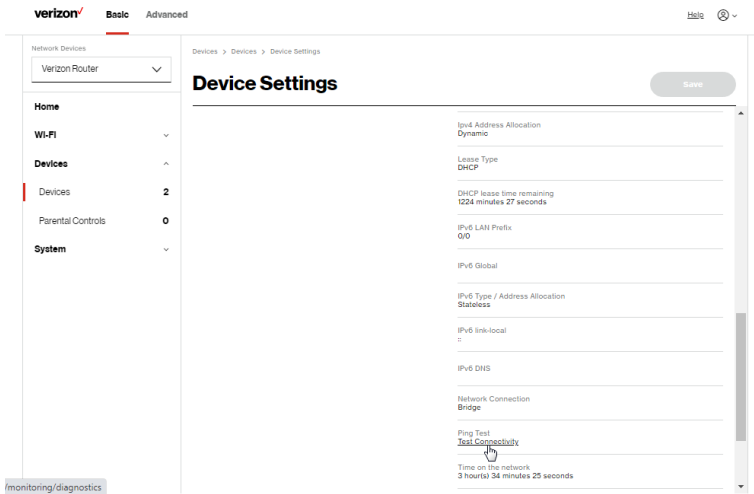 verizon✓ Basic Advanced Help
Network Devices
Verizon Router
Home
Wi-Fi
Devices
Devices 2
Parental Controls 0
System
Devices > Devices > Device Settings
Device Settings Save
Ipv4 Address Allocation
Dynamic
Lease Type
DHCP
DHCP lease time remaining
1224 minutes 27 seconds
IPv6 LAN Prefix
0/0
IPv6 Global
IPv6 Type / Address Allocation
Stateless
IPv6 link-local
::
IPv6 DNS
Network Connection
Bridge
Ping Test
Test Connectivity
Time on the network
3 hour(s) 34 minutes 25 seconds
/monitoring/diagnostics